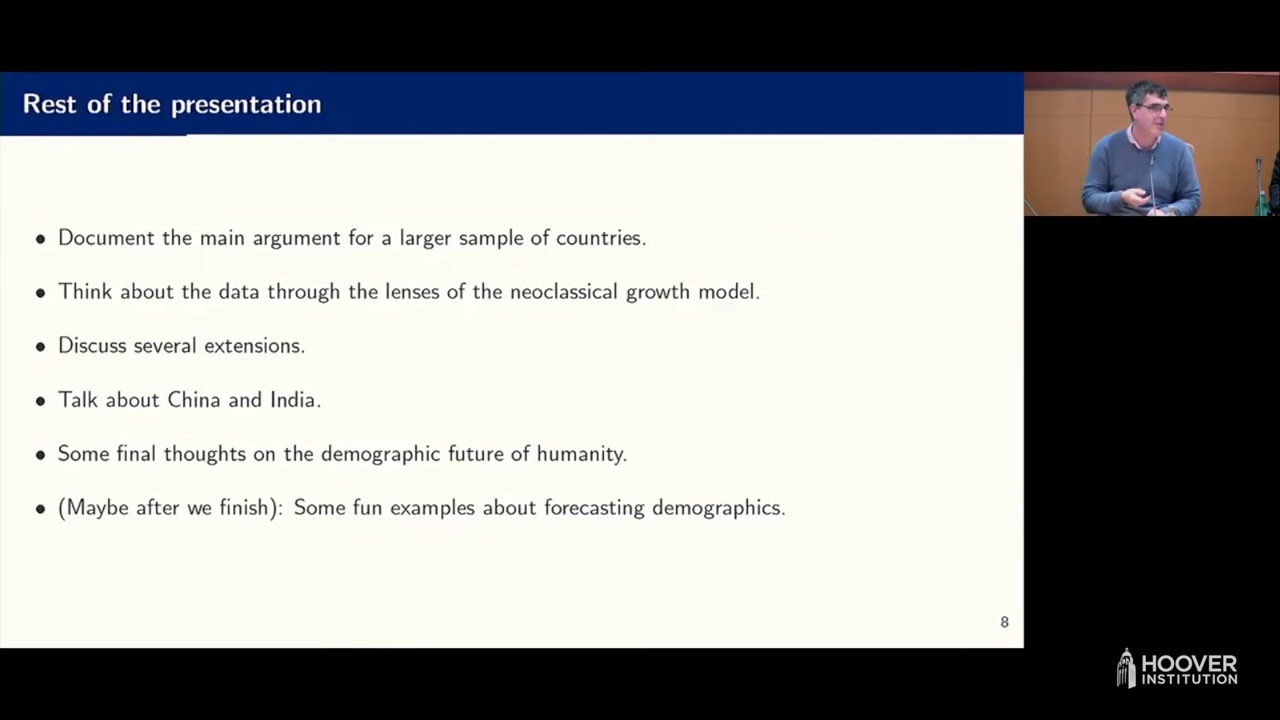 Rest of the presentation
• Document the main argument for a larger sample of countries.
• Think about the data through the lenses of the neoclassical growth model.
• Discuss several extensions.
• Talk about China and India.
• Some final thoughts on the demographic future of humanity.
• (Maybe after we finish): Some fun examples about forecasting demographics.
8
HOOVER
INSTITUTION